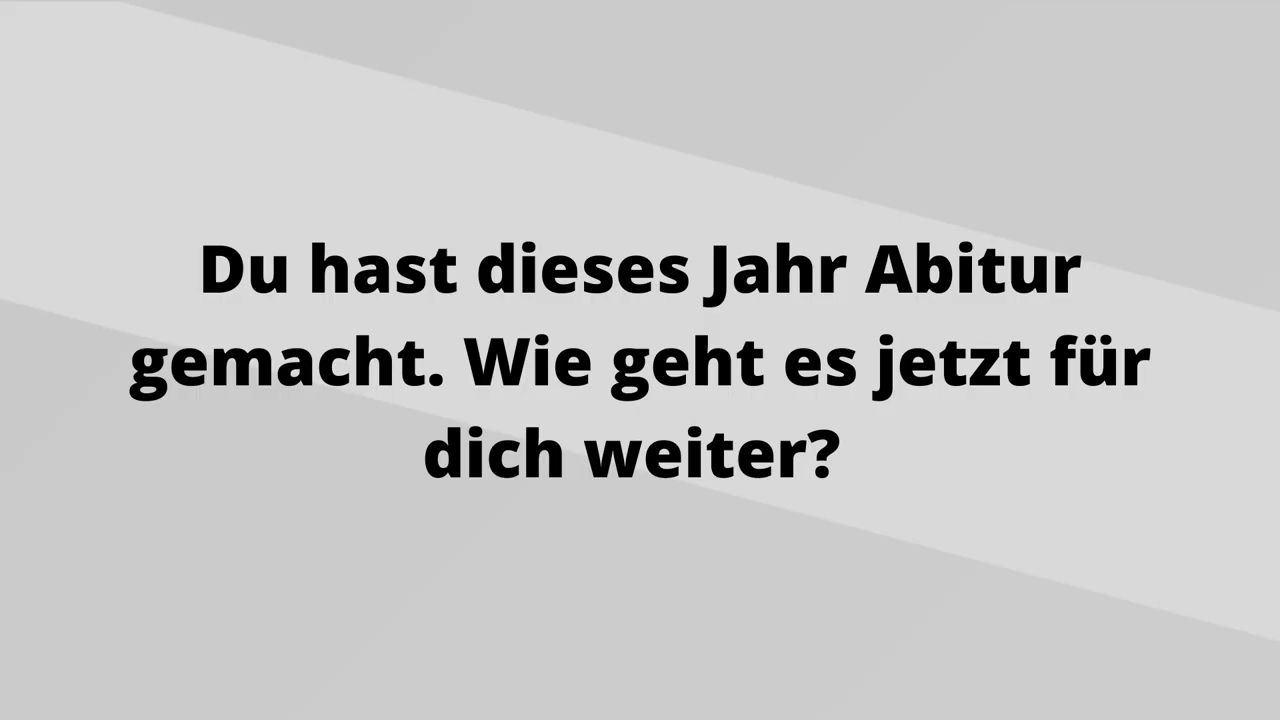 Du hast dieses Jahr Abitur
gemacht. Wie geht es jetzt für
dich weiter?